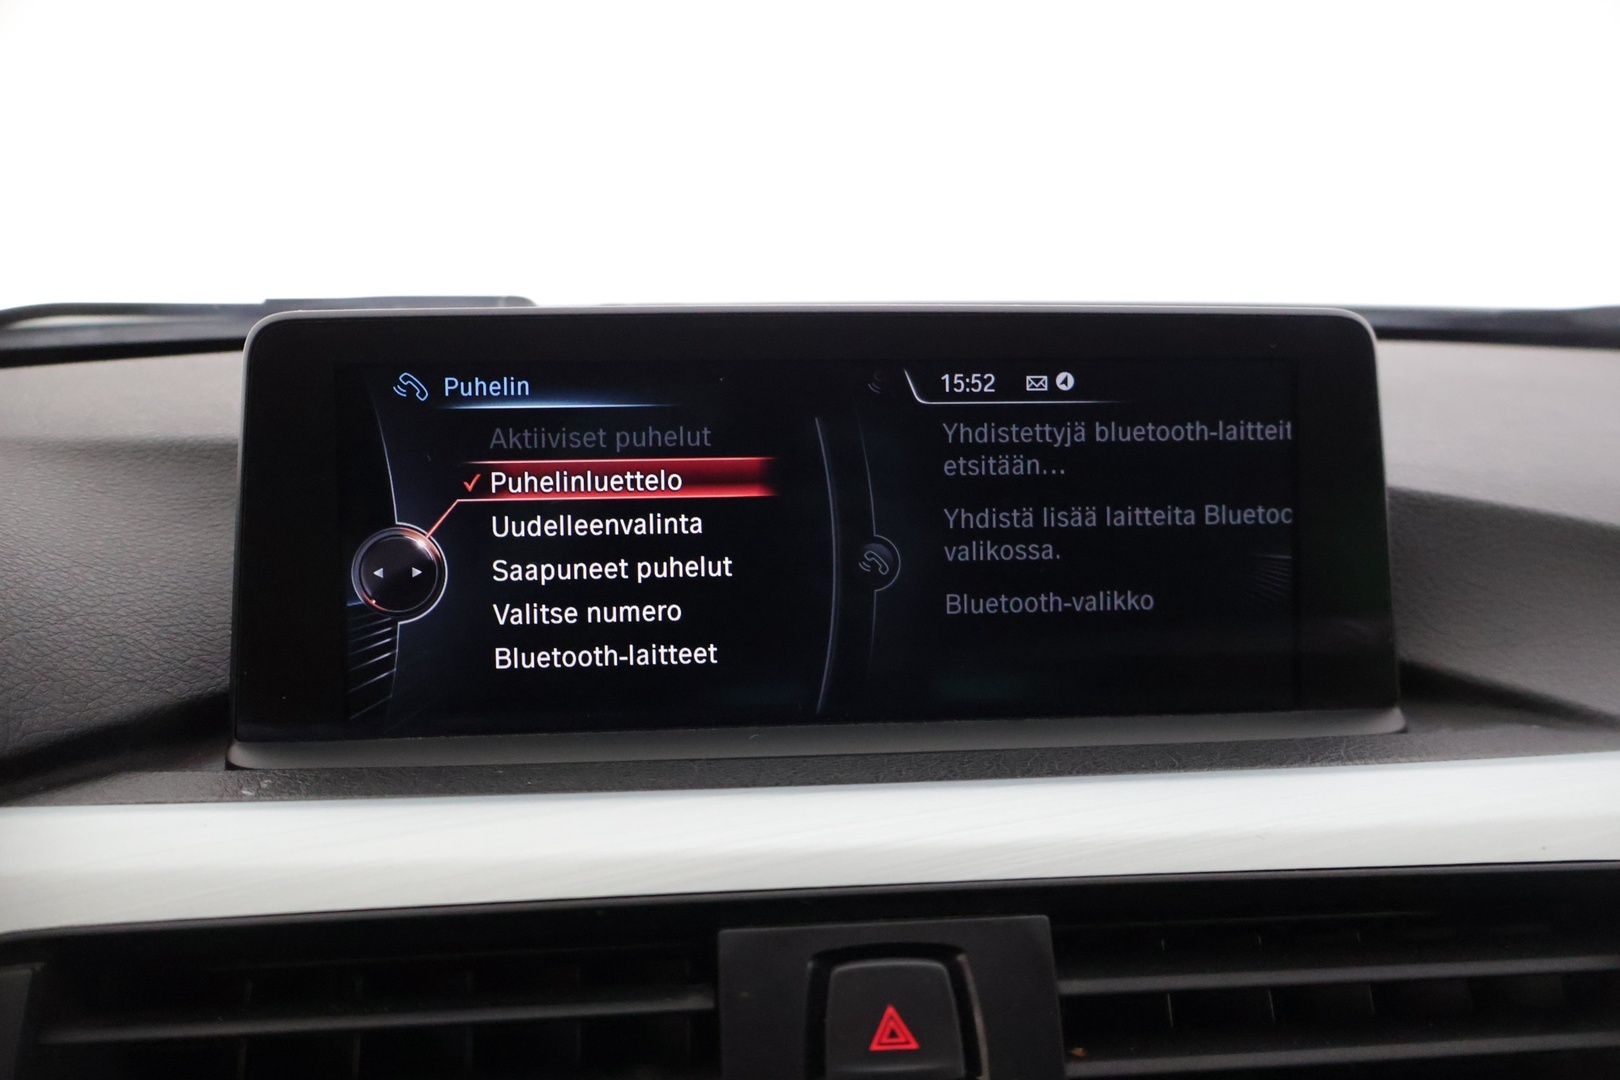 Puhelin
Aktiiviset puhelut
Puhelinluettelo
Uudelleenvalinta
Saapuneet puhelut
Valitse numero
Bluetooth-laitteet
15:52
Yhdistettyjä bluetooth-laitteit
etsitään...
Yhdistä lisää laitteita Bluetoc
valikossa.
Bluetooth-valikko